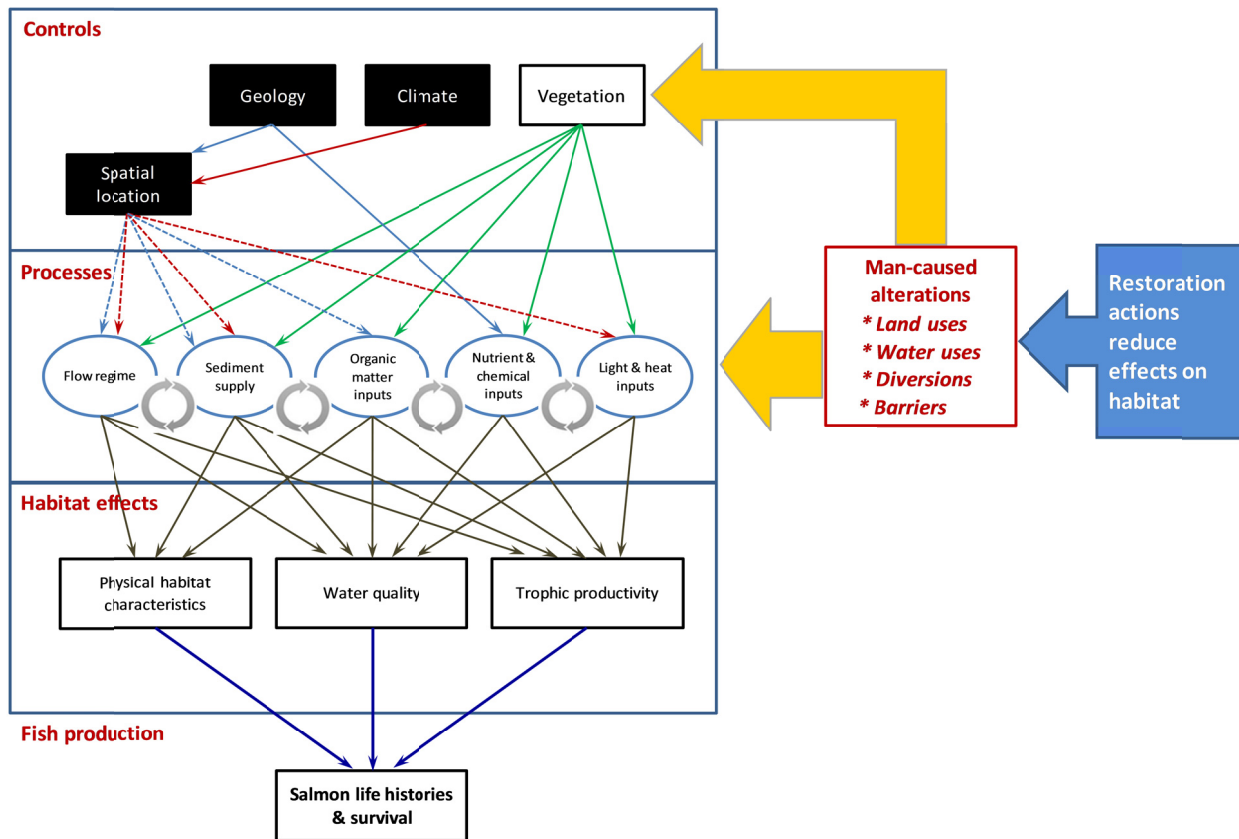 Controls
Geology
Climate
Vegetation
Spatial
location
Processes
Flow regime
Sediment
supply
Organic
matter
inputs
Nutrient &
chemical
inputs
Light & heat
inputs
Man-caused
alterations
* Land uses
* Water uses
* Diversions
* Barriers
Restoration
actions
reduce
effects on
habitat
Habitat effects
Physical habitat
characteristics
Water quality
Trophic productivity
Fish production
Salmon life histories
& survival